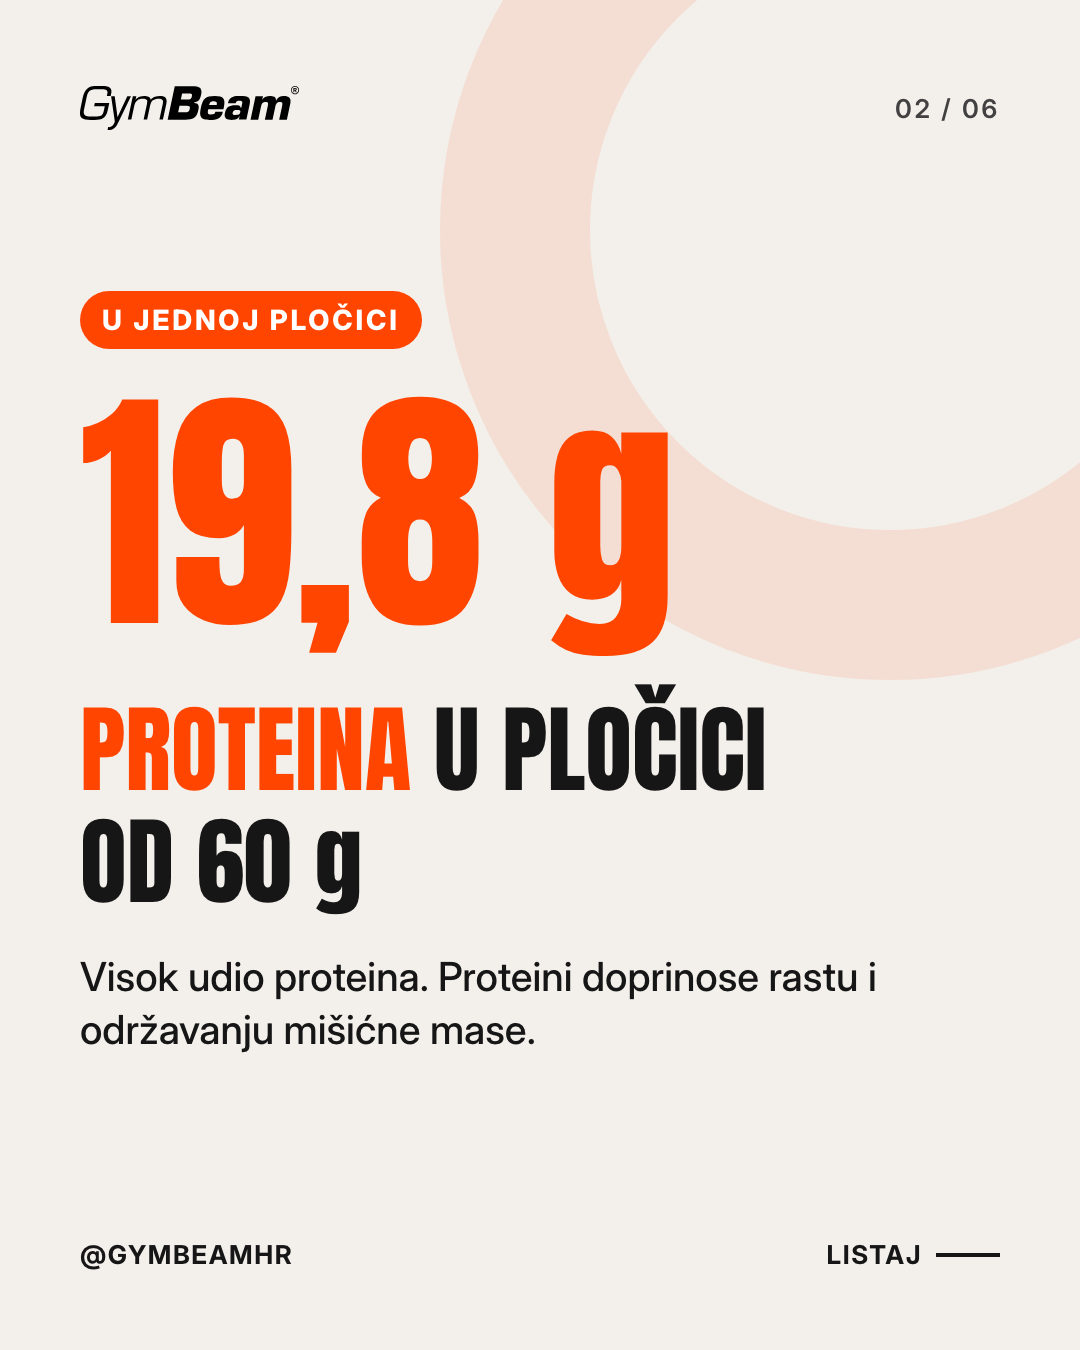 GymBeam®
02 / 06
U JEDNOJ PLOČICI
19,8 g
PROTEINA U PLOČICI
OD 60 g
Visok udio proteina. Proteini doprinose rastu i
održavanju mišićne mase.
@GYMBEAMHR
LISTAJ